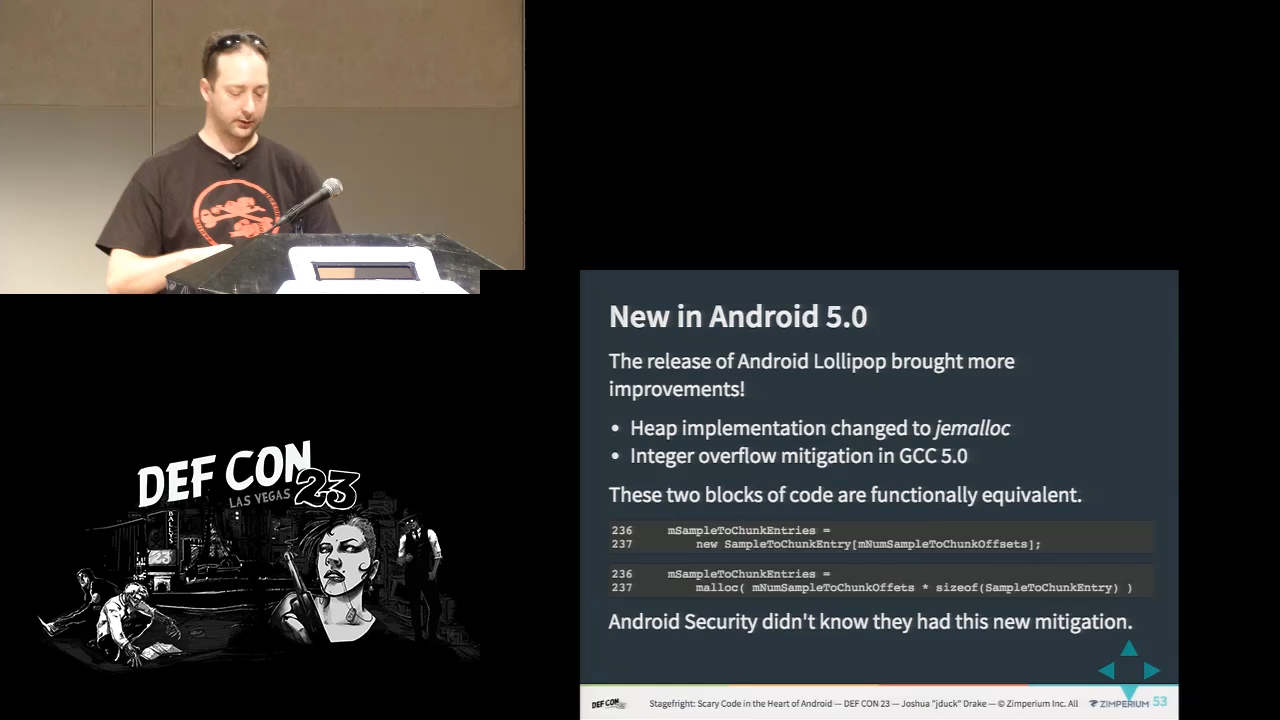 New in Android 5.0
The release of Android Lollipop brought more
improvements!
• Heap implementation changed to jemalloc
• Integer overflow mitigation in GCC 5.0
These two blocks of code are functionally equivalent.
236 mSampleToChunkEntries =
237 new SampleToChunkEntry[mNumSampleToChunkOffsets];
236 mSampleToChunkEntries =
237 malloc( mNumSampleToChunkOffets * sizeof(SampleToChunkEntry) )
Android Security didn't know they had this new mitigation.
DEF CON
Stagefright: Scary Code in the Heart of Android — DEF CON 23 — Joshua "jduck" Drake — © Zimperium Inc. All
ZIMPERIUM 53
DEF CON 23
LAS VEGAS
BALLYS
23